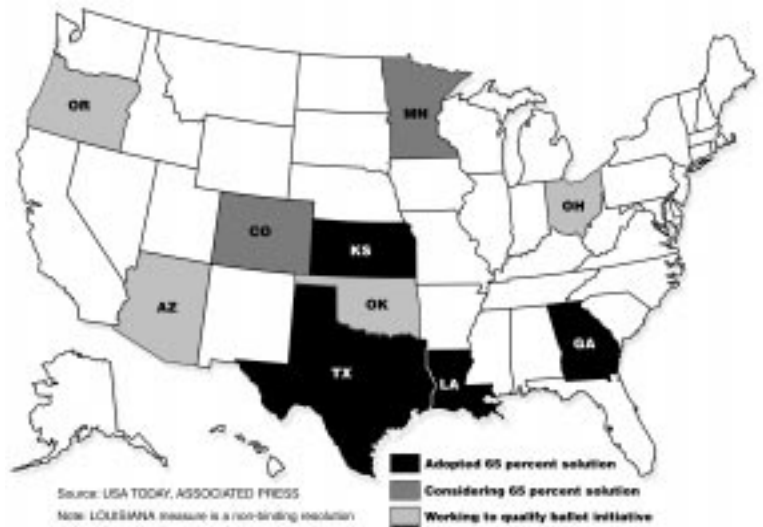 OR
MN
CO
KS
OH
AZ
OK
TX
LA
GA
Adopted 65 percent solution
Considering 65 percent solution
Working to qualify ballot initiative
Source: USA TODAY, ASSOCIATED PRESS
Note: LOUISIANA measure is a non-binding resolution